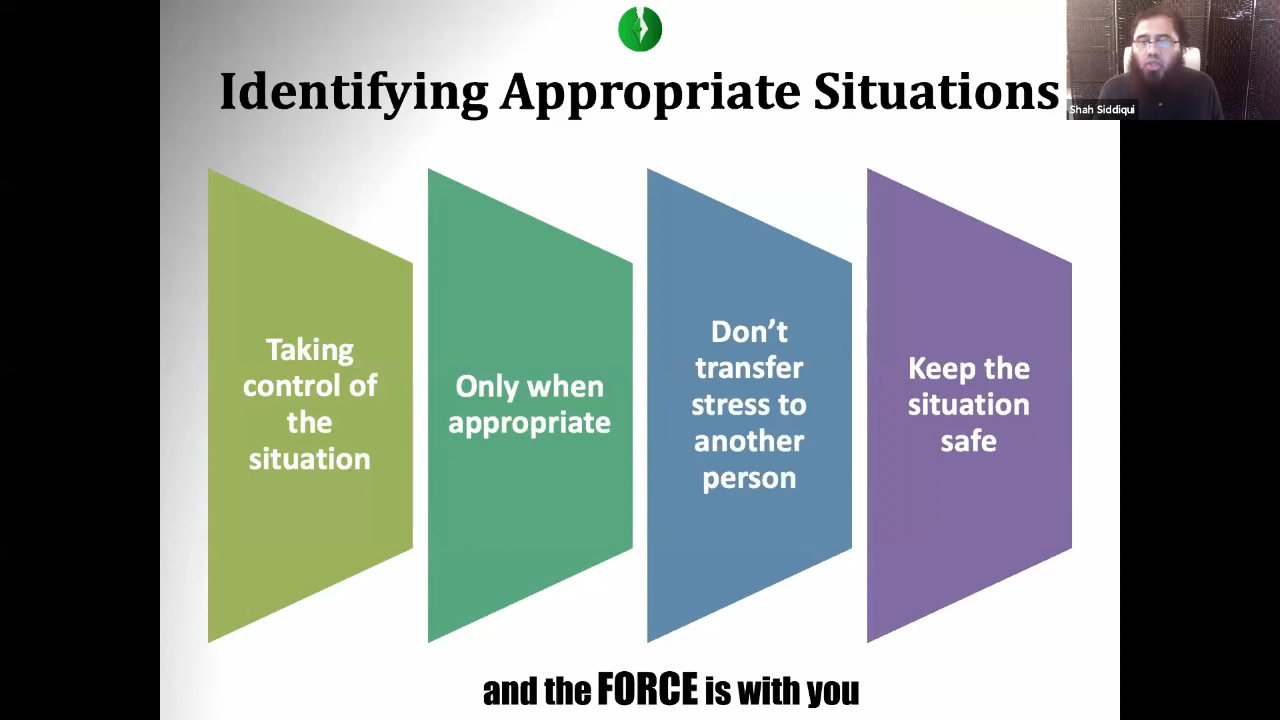 Identifying Appropriate Situations
Shah Siddiqui
Taking
control of
the
situation
Only when
appropriate
Don’t
transfer
stress to
another
person
Keep the
situation
safe
and the FORCE is with you